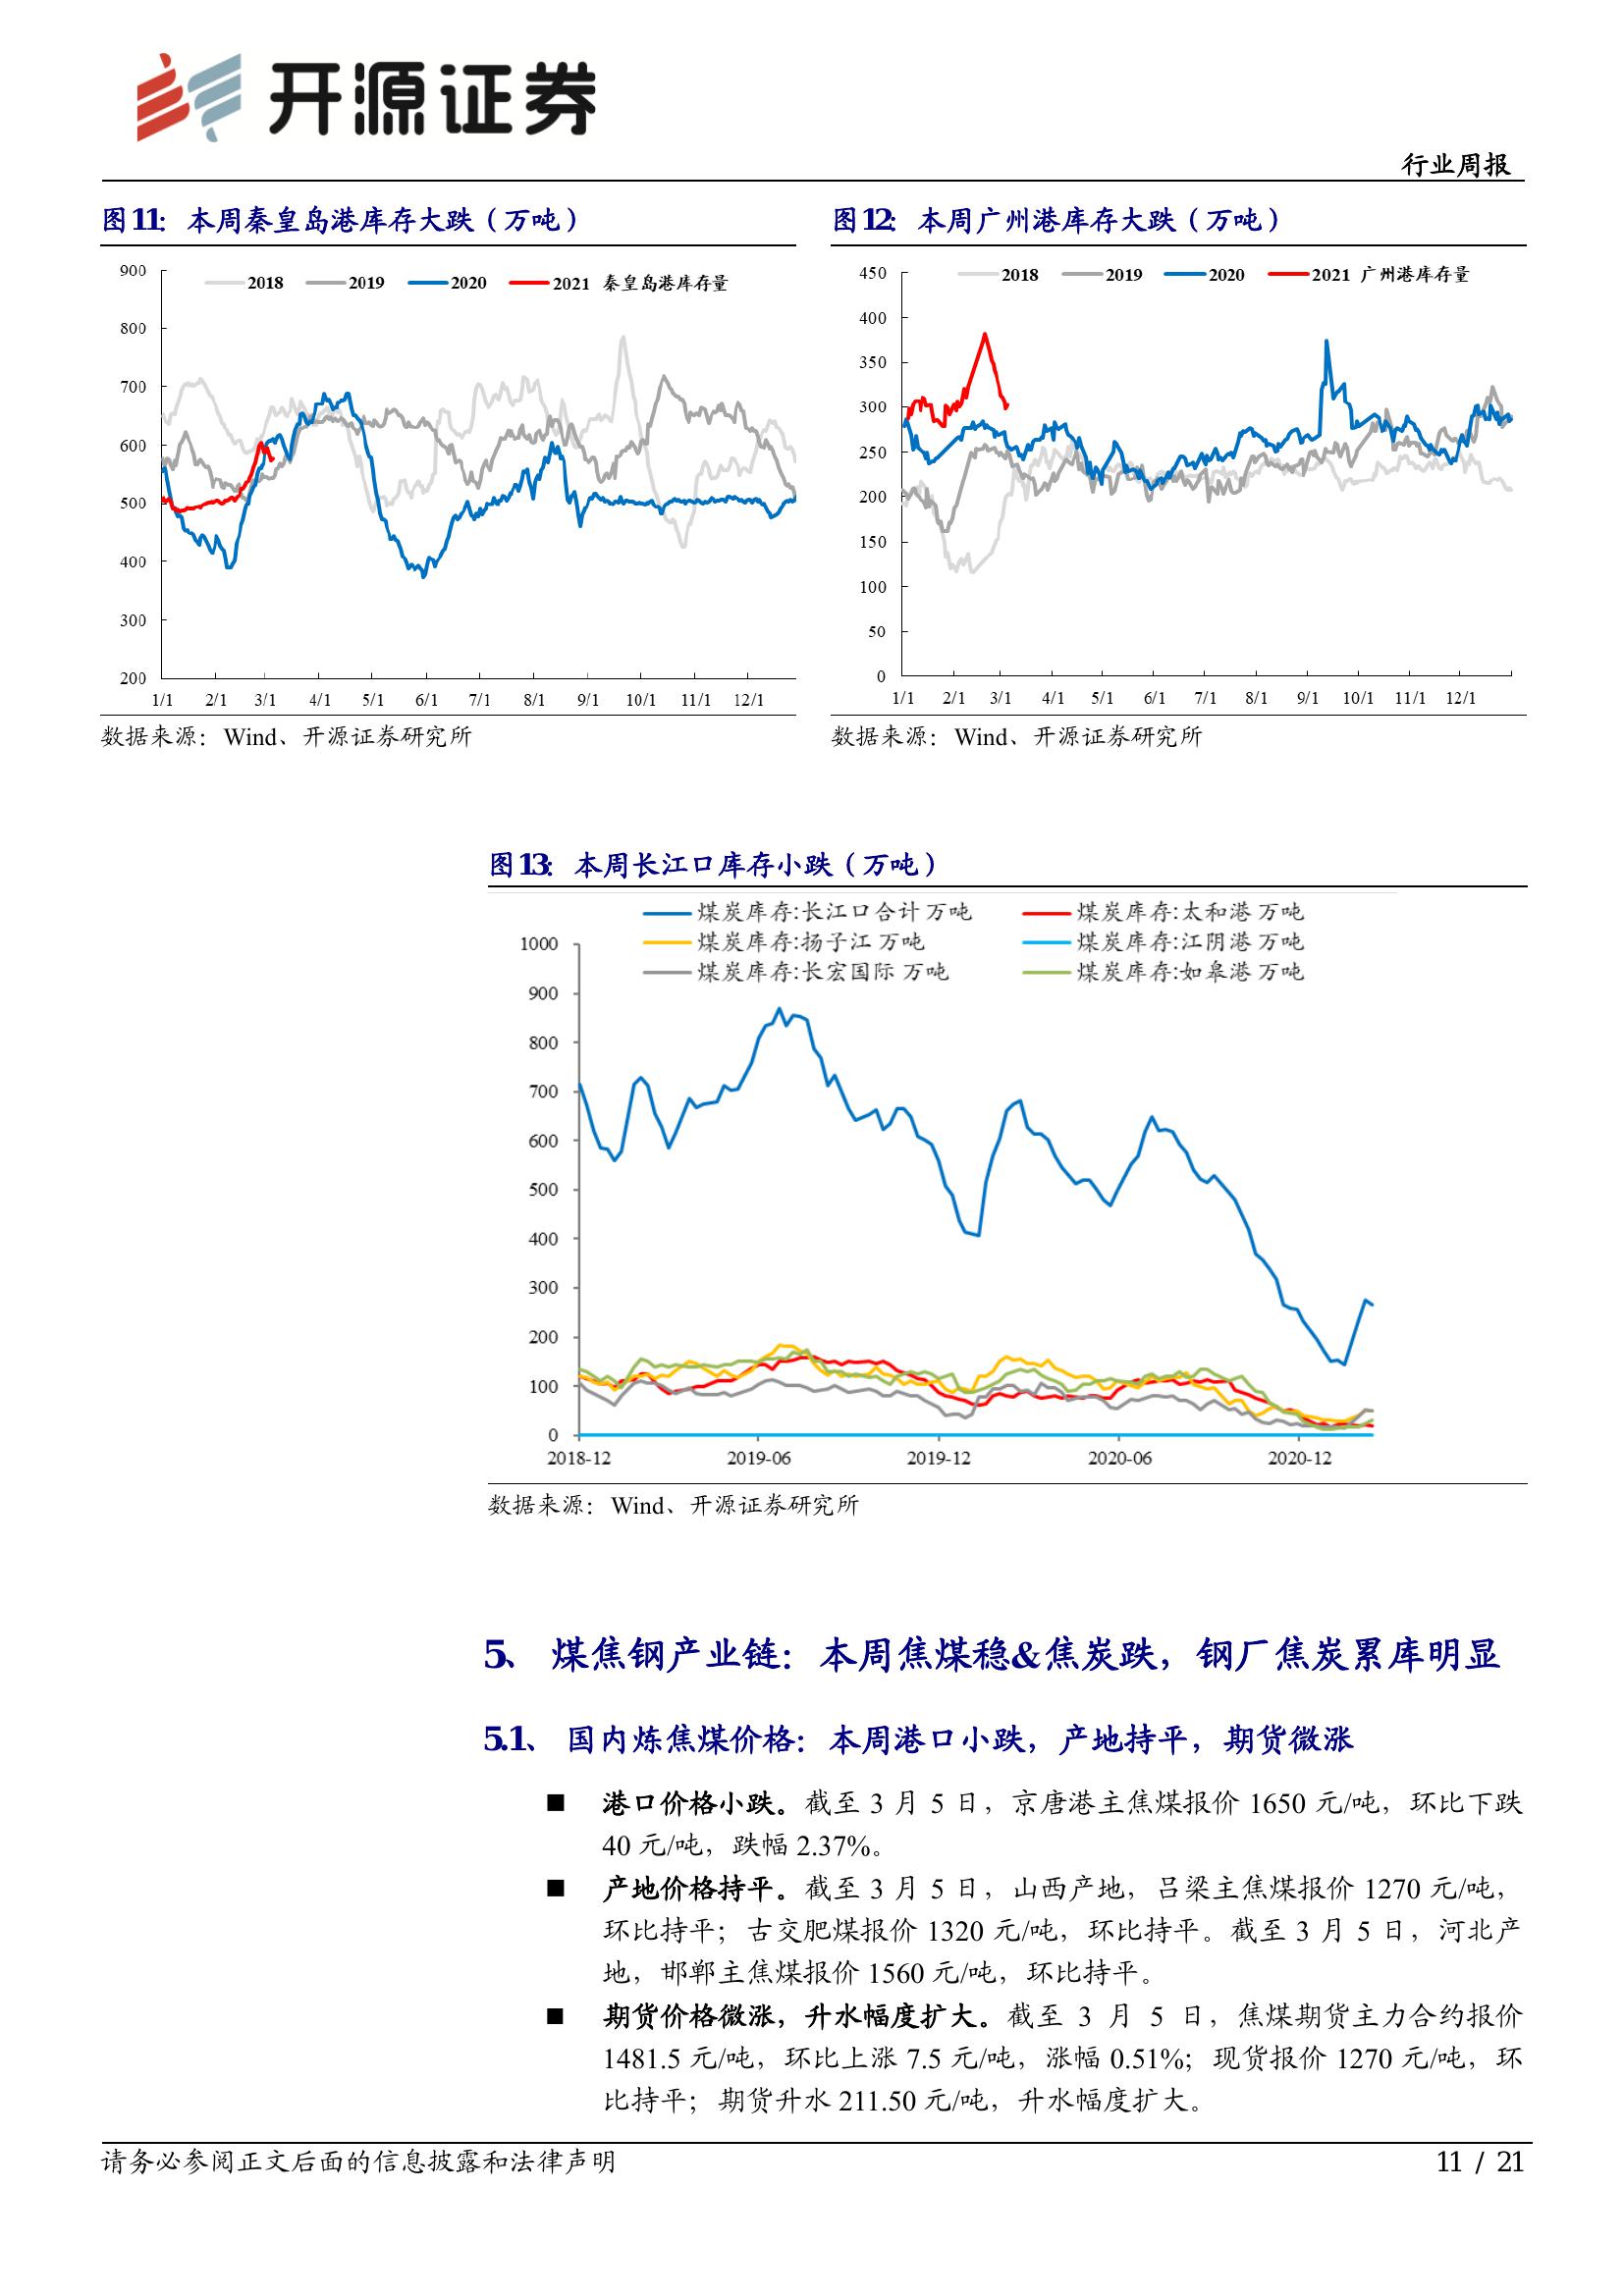 开源证券
行业周报
图11： 本周秦皇岛港库存大跌（万吨）
900
800
700
600
500
400
300
200
2018 2019 2020 2021 秦皇岛港库存量
1/1 2/1 3/1 4/1 5/1 6/1 7/1 8/1 9/1 10/1 11/1 12/1
数据来源：Wind、开源证券研究所
图12： 本周广州港库存大跌（万吨）
450
400
350
300
250
200
150
100
50
0
2018 2019 2020 2021 广州港库存量
1/1 2/1 3/1 4/1 5/1 6/1 7/1 8/1 9/1 10/1 11/1 12/1
数据来源：Wind、开源证券研究所
图13： 本周长江口库存小跌（万吨）
煤炭库存:长江口合计 万吨 煤炭库存:太和港 万吨
煤炭库存:扬子江 万吨 煤炭库存:江阴港 万吨
煤炭库存:长宏国际 万吨 煤炭库存:如皋港 万吨
1000
900
800
700
600
500
400
300
200
100
0
2018-12 2019-06 2019-12 2020-06 2020-12
数据来源：Wind、开源证券研究所
5、 煤焦钢产业链：本周焦煤稳&焦炭跌，钢厂焦炭累库明显
5.1、 国内炼焦煤价格：本周港口小跌，产地持平，期货微涨
■ 港口价格小跌。截至 3 月 5 日，京唐港主焦煤报价 1650 元/吨，环比下跌
40 元/吨，跌幅 2.37%。
■ 产地价格持平。截至 3 月 5 日，山西产地，吕梁主焦煤报价 1270 元/吨，
环比持平；古交肥煤报价 1320 元/吨，环比持平。截至 3 月 5 日，河北产
地，邯郸主焦煤报价 1560 元/吨，环比持平。
■ 期货价格微涨，升水幅度扩大。截至 3 月 5 日，焦煤期货主力合约报价
1481.5 元/吨，环比上涨 7.5 元/吨，涨幅 0.51%；现货报价 1270 元/吨，环
比持平；期货升水 211.50 元/吨，升水幅度扩大。
请务必参阅正文后面的信息披露和法律声明
11 / 21